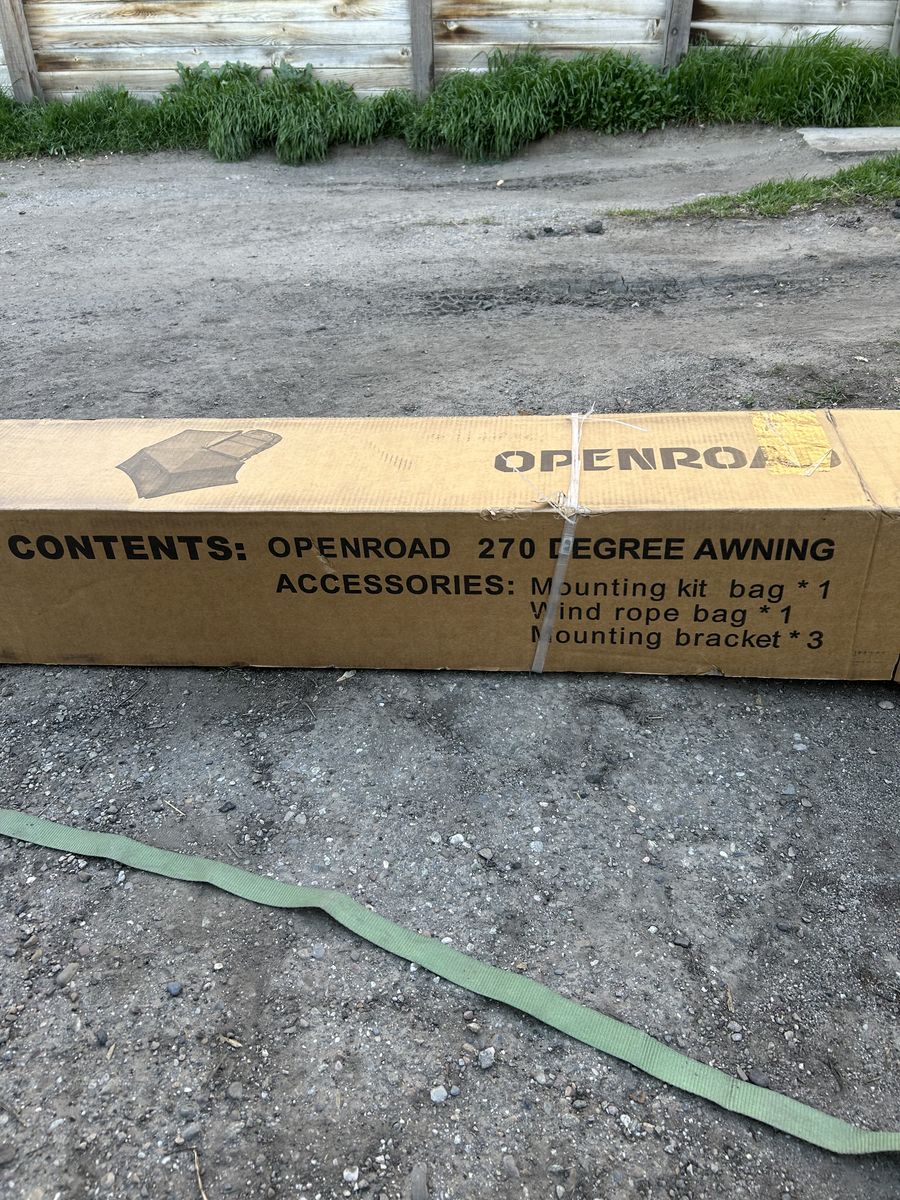 OPENROAD
CONTENTS: OPENROAD 270 DEGREE AWNING
ACCESSORIES: Mounting kit bag * 1
Wind rope bag * 1
Mounting bracket * 3